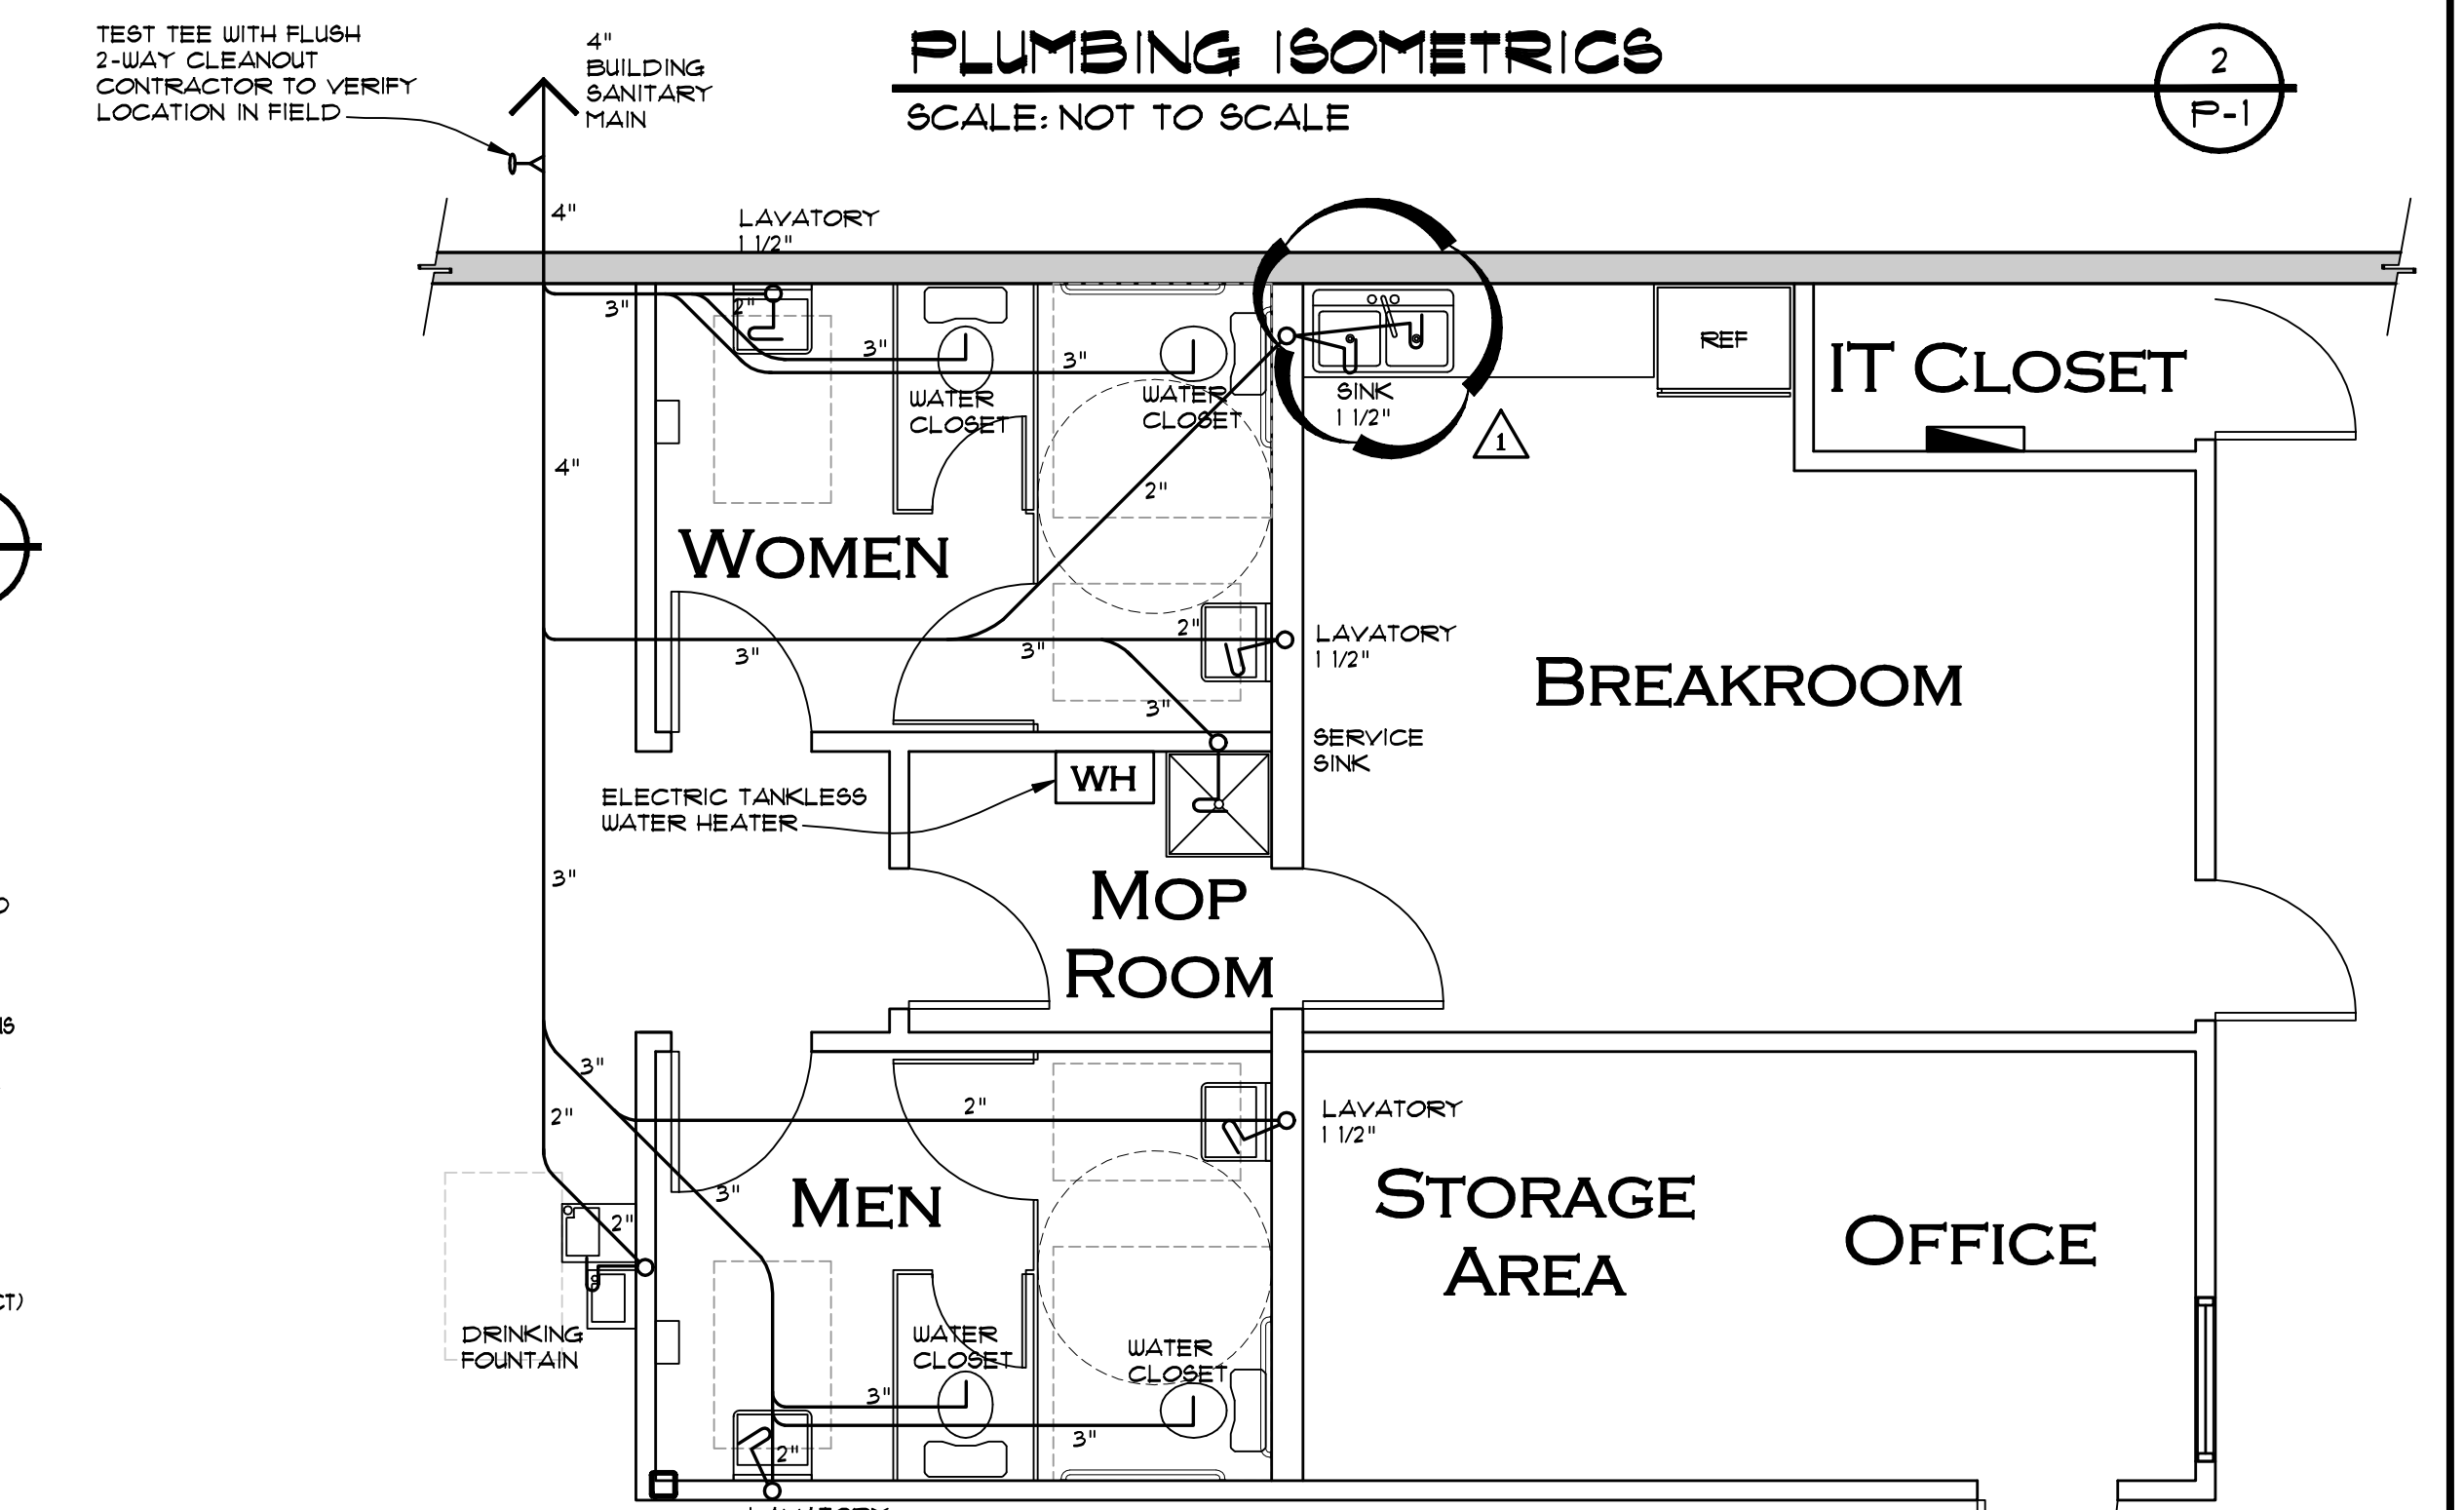 TEST TEE WITH FLUSH
2-WAY CLEANOUT
CONTRACTOR TO VERIFY
LOCATION IN FIELD
4"
BUILDING
SANITARY
MAIN
PLUMBING ISOMETRICS
SCALE: NOT TO SCALE
2
P-1
4"
LAVATORY
1 1/2"
3"
2"
3"
3"
WATER
CLOSET
WATER
CLOSET
SINK
1 1/2"
1
REF
IT CLOSET
4"
2"
WOMEN
3"
3"
2"
LAVATORY
1 1/2"
BREAKROOM
3"
SERVICE
SINK
WH
ELECTRIC TANKLESS
WATER HEATER
3"
MOP
ROOM
3"
2"
2"
LAVATORY
1 1/2"
3"
MEN
2"
STORAGE
AREA
OFFICE
DRINKING
FOUNTAIN
WATER
CLOSET
WATER
CLOSET
3"
3"
2"
LAVATORY